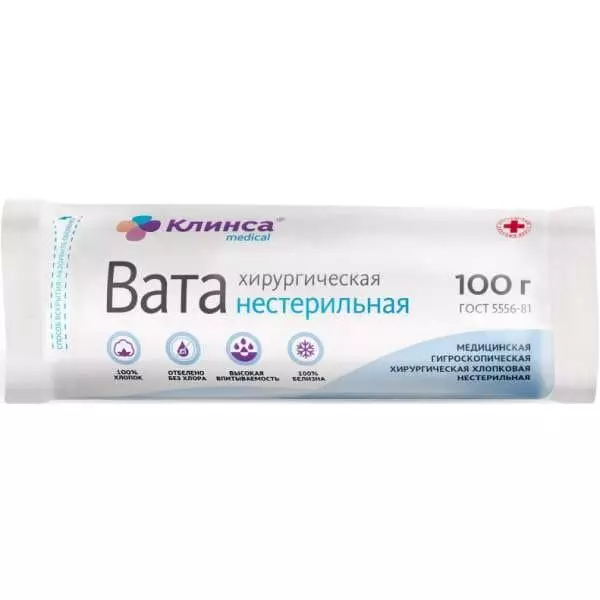 Клинса
medical
Вата хирургическая
нестерильная
100 г
ГОСТ 5556-81
100%
ХЛОПОК
ОТБЕЛЕНО
БЕЗ ХЛОРА
ВЫСОКАЯ
ВПИТЫВАЕМОСТЬ
100%
БЕЛИЗНА
МЕДИЦИНСКАЯ
ГИГРОСКОПИЧЕСКАЯ
ХИРУРГИЧЕСКАЯ ХЛОПКОВАЯ
НЕСТЕРИЛЬНАЯ